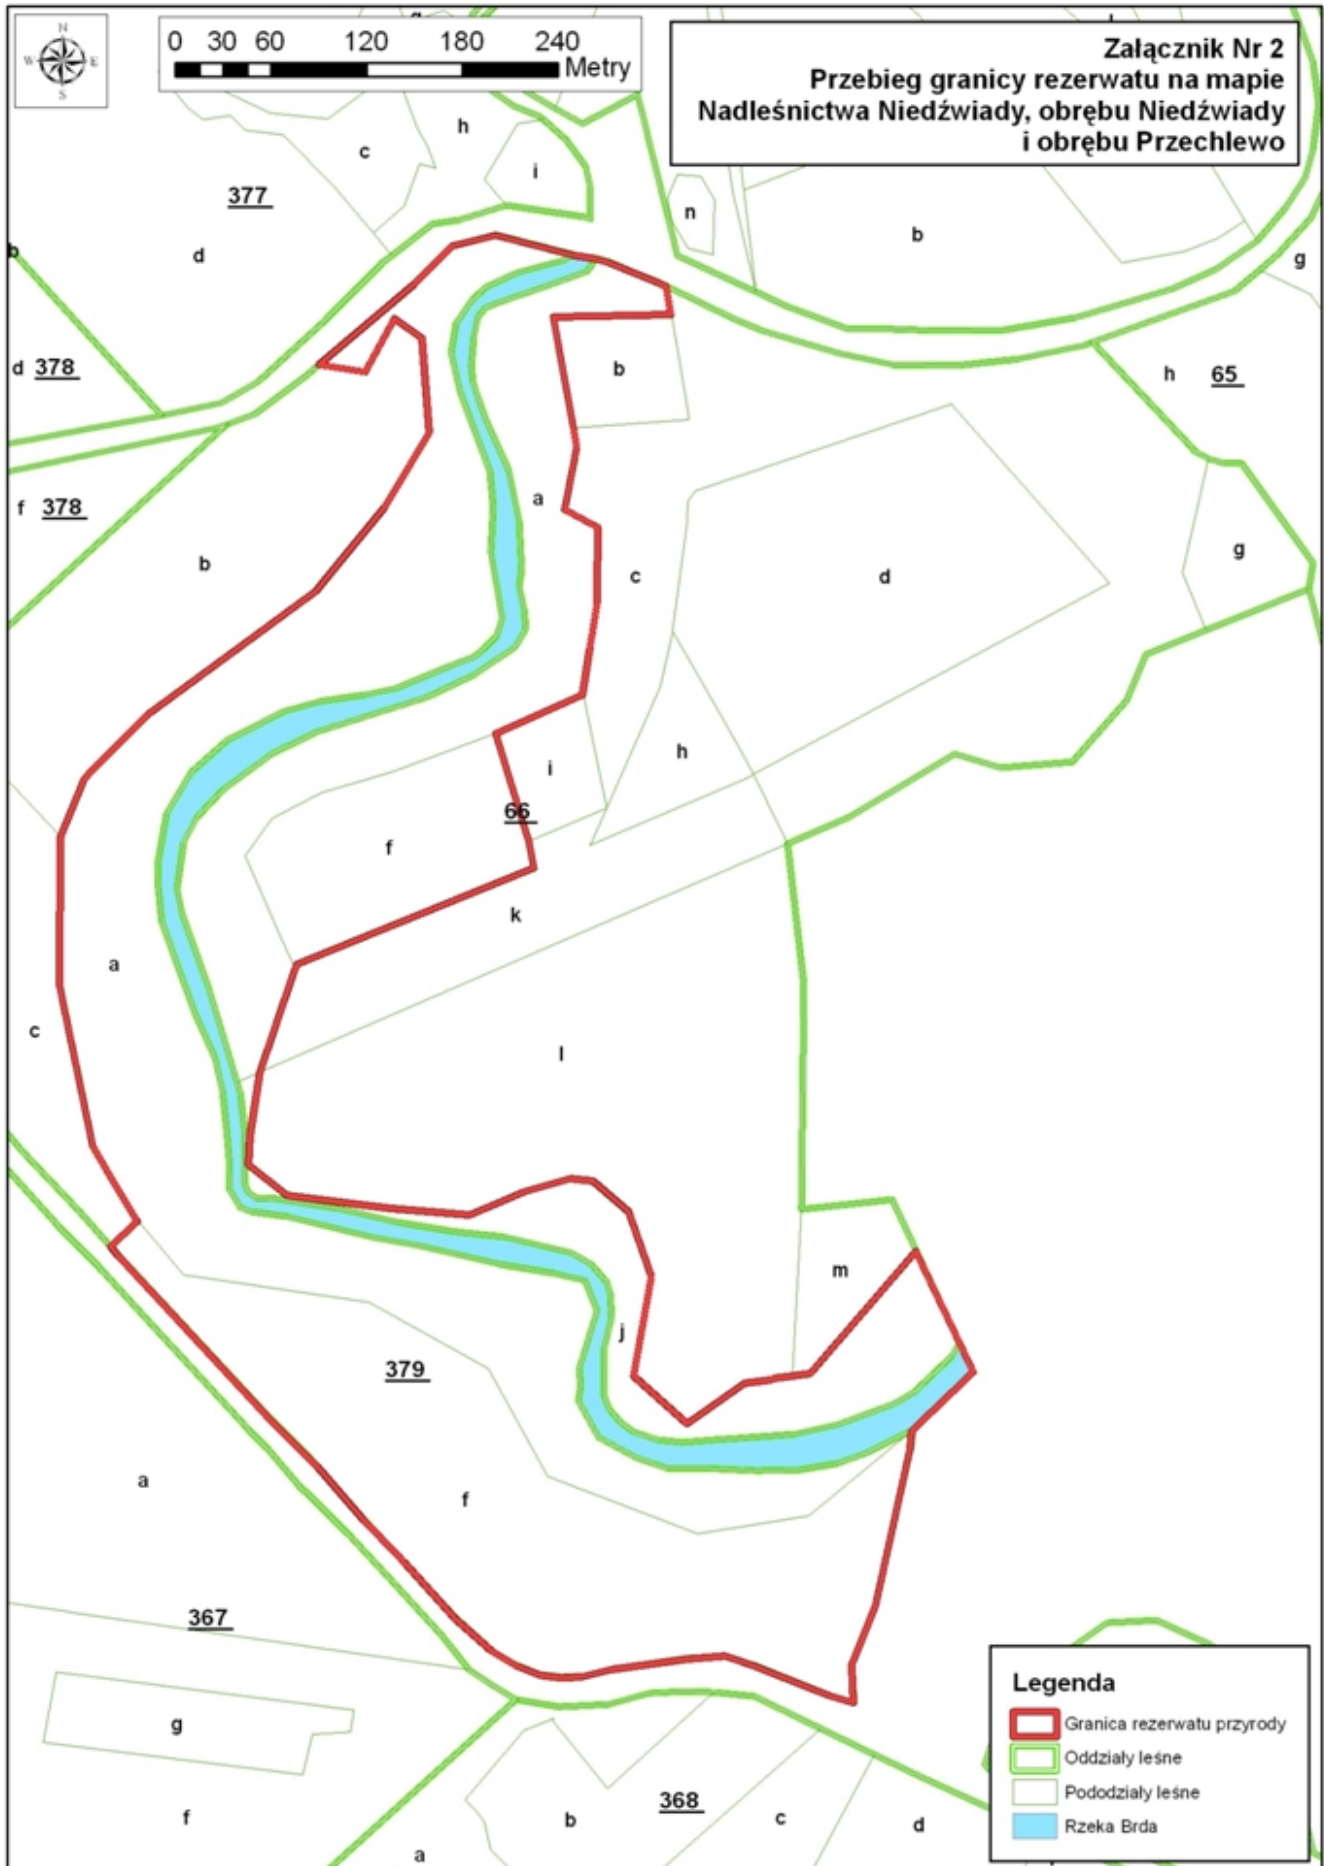 N
W E
S
0 30 60 120 180 240
Metry
Załącznik Nr 2
Przebieg granicy rezerwatu na mapie
Nadleśnictwa Niedźwiady, obrębu Niedźwiady
i obrębu Przechlewo
h
c
i
377
n
b
g
b
d
d 378
b
h 65
f 378
a
b
c
d
g
h
i
66
f
k
a
c
l
m
j
379
a
f
367
g
f
b
368
c
d
a
Legenda
Granica rezerwatu przyrody
Oddziały leśne
Pododziały leśne
Rzeka Brda